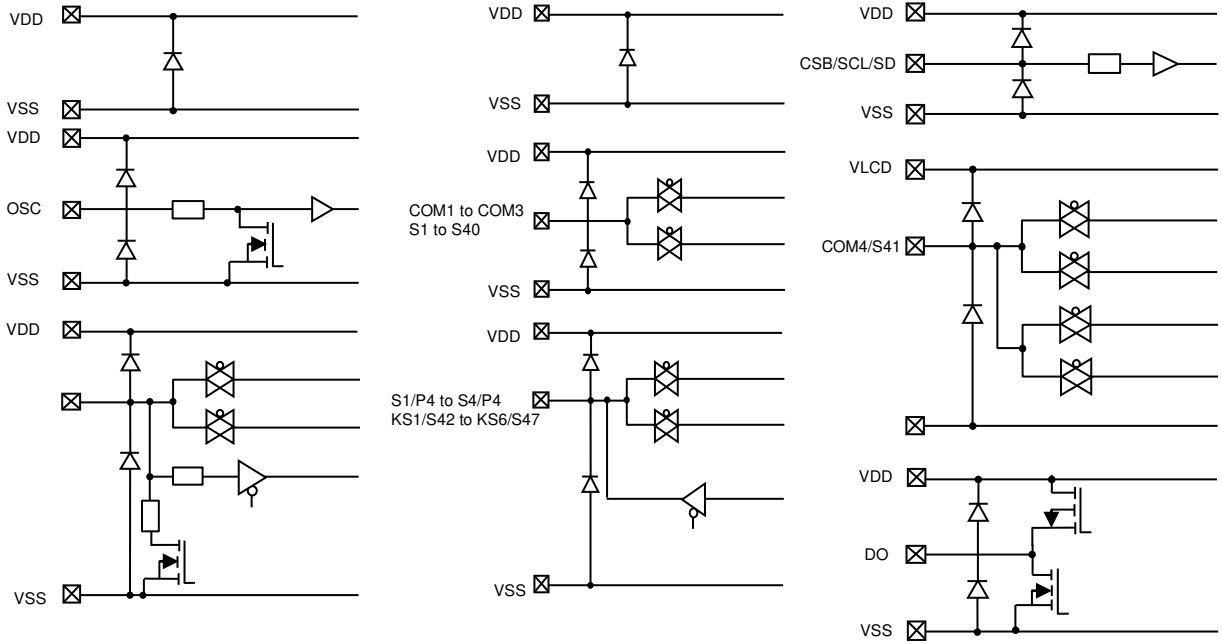 VDD
VSS
VDD
OSC
VSS
VDD
VSS
VDD
VSS
VDD
COM1 to COM3
S1 to S40
VSS
VDD
S1/P4 to S4/P4
KS1/S42 to KS6/S47
VSS
VDD
CSB/SCL/SD
VSS
VLCD
COM4/S41
VDD
DO
VSS